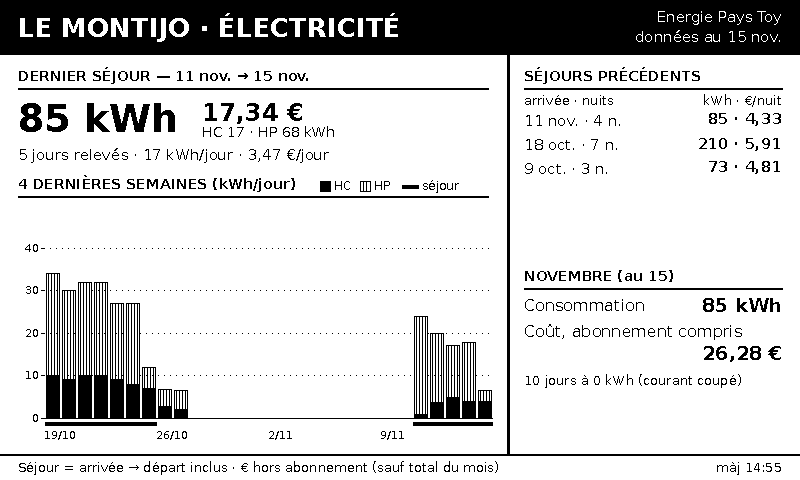 LE MONTIJO · ÉLECTRICITÉ
Energie Pays Toy
données au 15 nov.
DERNIER SÉJOUR — 11 nov. → 15 nov.
85 kWh
17,34 €
HC 17 · HP 68 kWh
5 jours relevés · 17 kWh/jour · 3,47 €/jour
4 DERNIÈRES SEMAINES (kWh/jour)
HC HP séjour
40
30
20
10
0
19/10 26/10 2/11 9/11
SÉJOURS PRÉCÉDENTS
arrivée · nuits kWh · €/nuit
11 nov. · 4 n. 85 · 4,33
18 oct. · 7 n. 210 · 5,91
9 oct. · 3 n. 73 · 4,81
NOVEMBRE (au 15)
Consommation 85 kWh
Coût, abonnement compris
26,28 €
10 jours à 0 kWh (courant coupé)
Séjour = arrivée → départ inclus · € hors abonnement (sauf total du mois)
màj 14:55